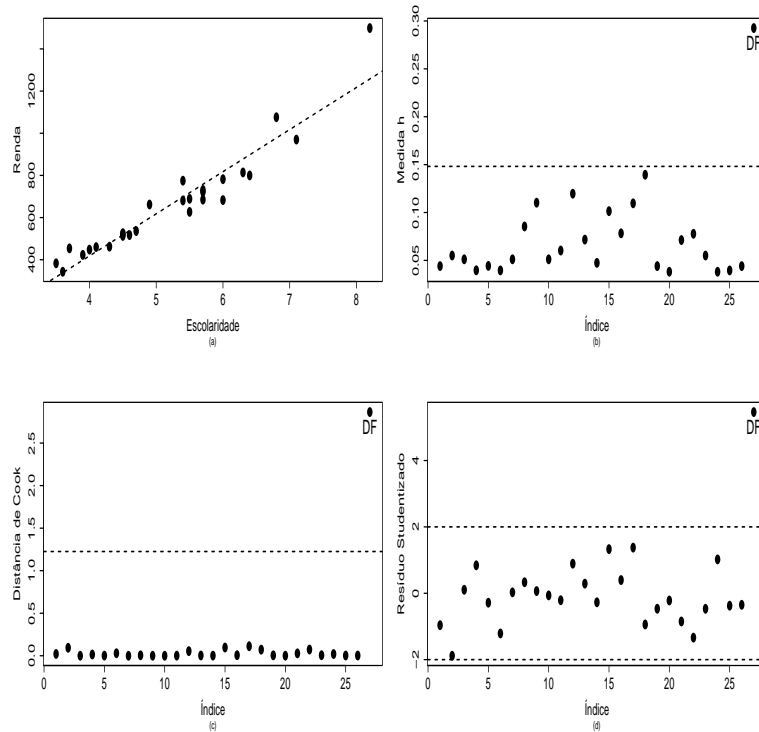 Renda
400
600
800
1200
4
5
6
7
8
Escolaridade
(a)
Medida h
0.05
0.10
0.15
0.20
0.25
0.30
DF
0
5
10
15
20
25
Índice
(b)
Distância de Cook
0.0
0.5
1.0
1.5
2.0
2.5
DF
0
5
10
15
20
25
Índice
(c)
Resíduo Studentizado
−2
0
2
4
DF
0
5
10
15
20
25
Índice
(d)